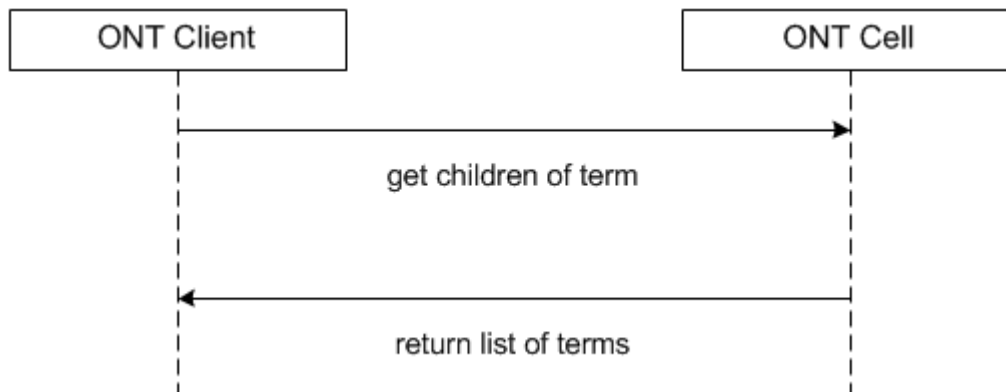 ONT Client
ONT Cell
get children of term
return list of terms